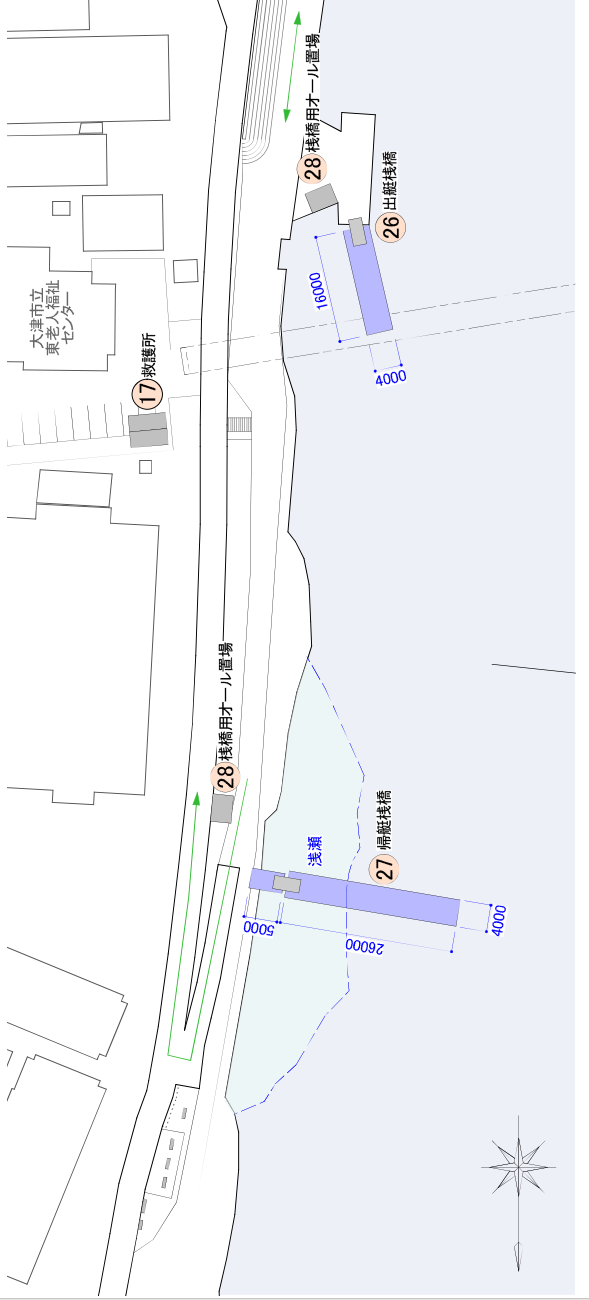 28 桟橋用オール置場
26 出艇桟橋
16000
4000
大津市立
東老人福祉
センター
17 救護所
28 桟橋用オール置場
浅瀬
27 帰艇桟橋
5000
26000
4000